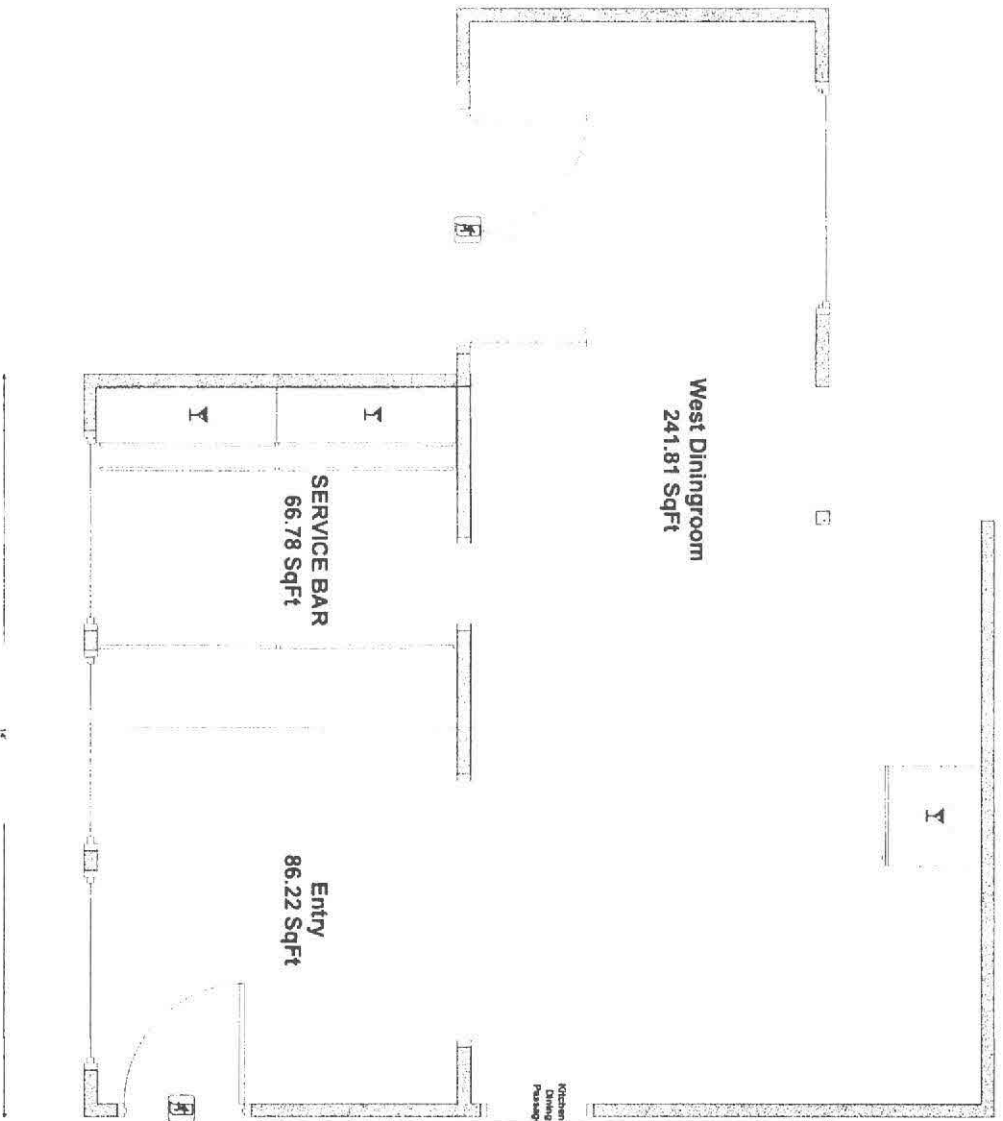 West Diningroom
241.81 SqFt
SERVICE BAR
66.78 SqFt
Entry
86.22 SqFt
Kitchen
Dining